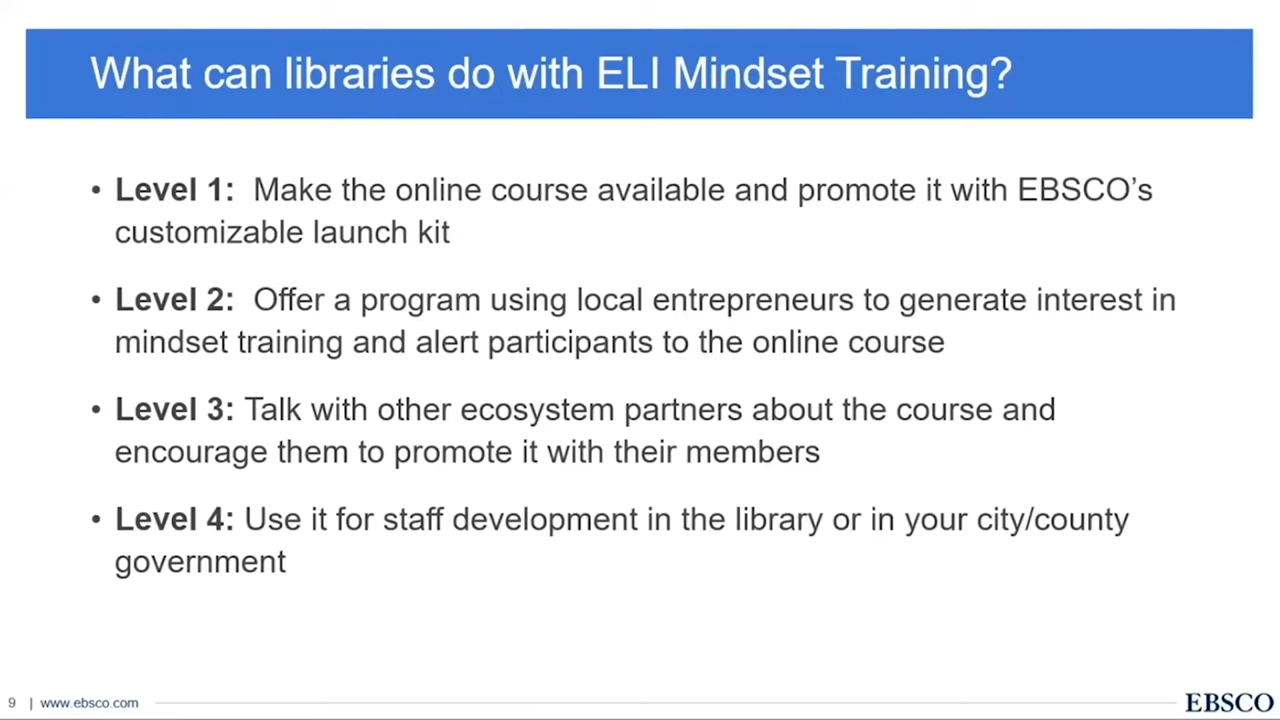 What can libraries do with ELI Mindset Training?
• Level 1:  Make the online course available and promote it with EBSCO’s
customizable launch kit
• Level 2:  Offer a program using local entrepreneurs to generate interest in
mindset training and alert participants to the online course
• Level 3: Talk with other ecosystem partners about the course and
encourage them to promote it with their members
• Level 4: Use it for staff development in the library or in your city/county
government
9 | www.ebsco.com
EBSCO